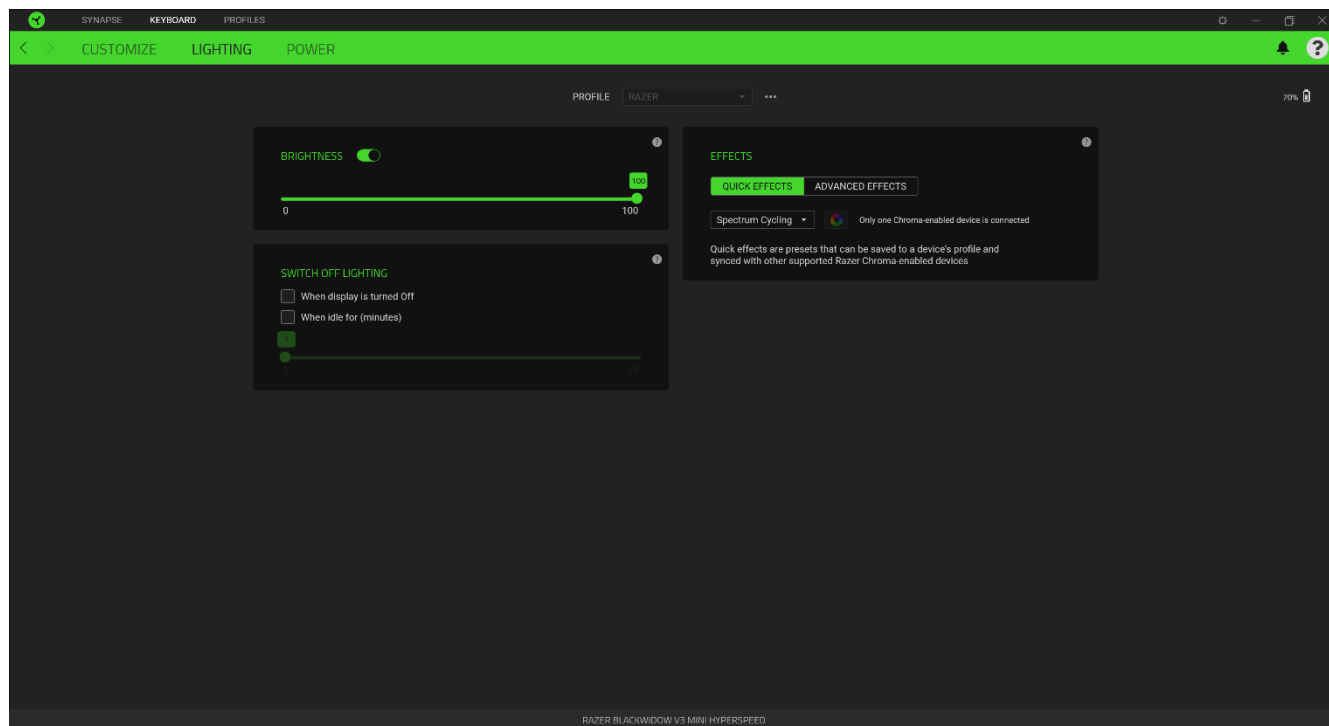 SYNAPSE KEYBOARD PROFILES
CUSTOMIZE LIGHTING POWER
PROFILE RAZER
70%
BRIGHTNESS
100
0 100
SWITCH OFF LIGHTING
When display is turned Off
When idle for (minutes)
1
1 15
EFFECTS
QUICK EFFECTS ADVANCED EFFECTS
Spectrum Cycling Only one Chroma-enabled device is connected
Quick effects are presets that can be saved to a device's profile and
synced with other supported Razer Chroma-enabled devices
RAZER BLACKWIDOW V3 MINI HYPERSPEED